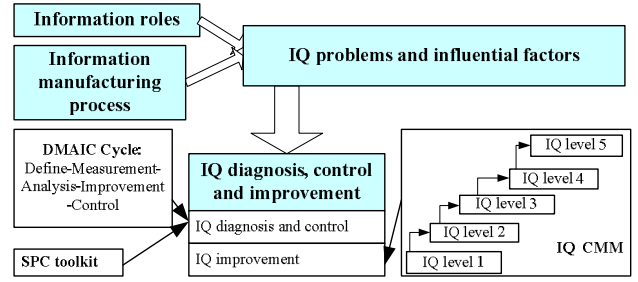 Information roles
Information
manufacturing
process
IQ problems and influential factors
DMAIC Cycle:
Define-Measurement-
Analysis-Improvement
-Control
SPC toolkit
IQ diagnosis, control
and improvement
IQ diagnosis and control
IQ improvement
IQ level 5
IQ level 4
IQ level 3
IQ level 2
IQ level 1
IQ CMM